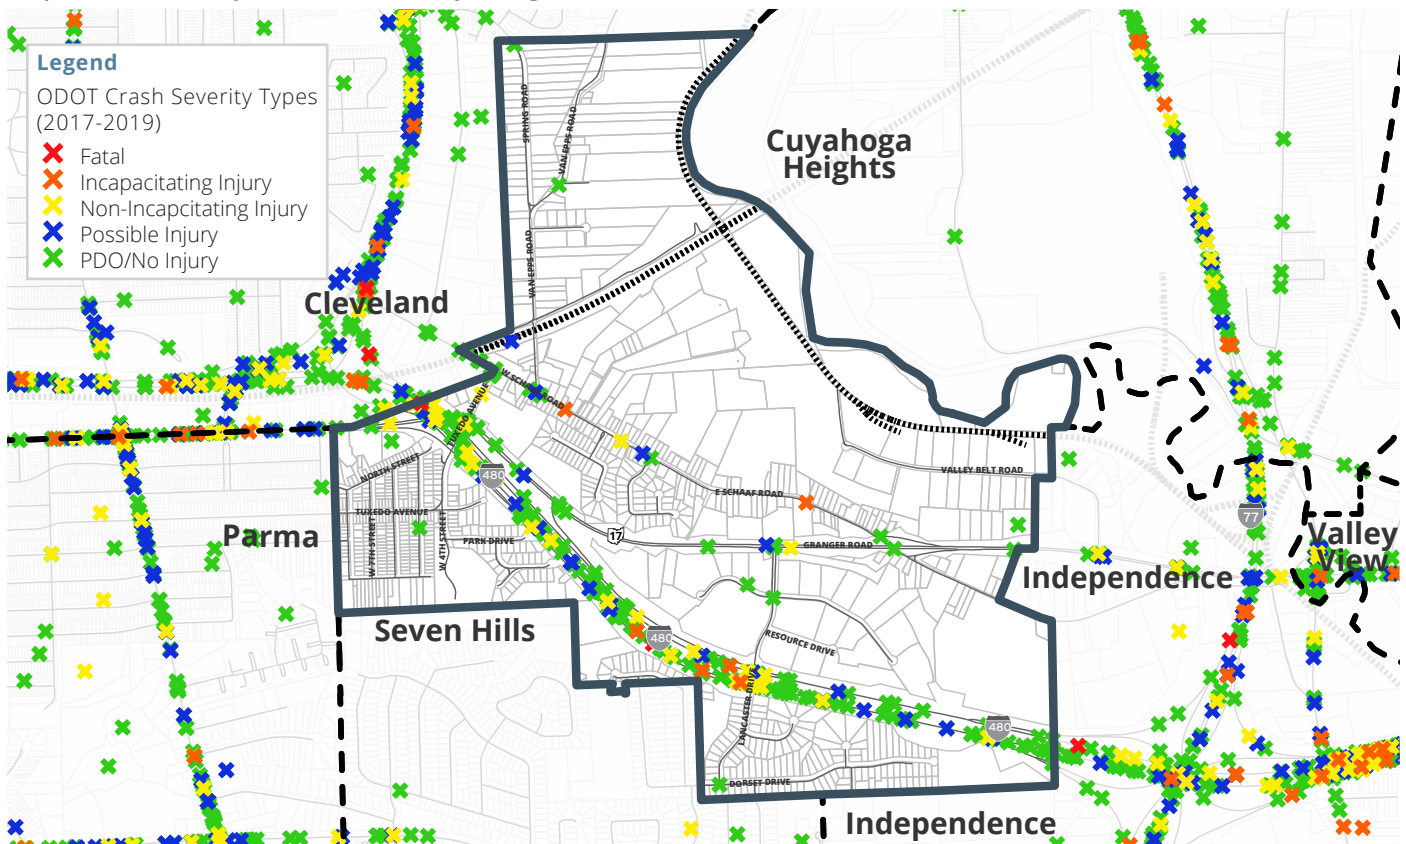 Legend
ODOT Crash Severity Types
(2017-2019)
Fatal
Incapacitating Injury
Non-Incapcitating Injury
Possible Injury
PDO/No Injury
SPRING ROAD
VAN EPPS ROAD
Cuyahoga
Heights
VAN EPPS ROAD
Cleveland
W SCHAAF ROAD
TUXEDO AVENUE
NORTH STREET
480
VALLEY BELT ROAD
E SCHAAF ROAD
TUXEDO AVENUE
77
Parma
W 7TH STREET
W 4TH STREET
PARK DRIVE
17
GRANGER ROAD
Valley
View
Independence
Seven Hills
480
RESOURCE DRIVE
LANCASTER DRIVE
480
DORSET DRIVE
Independence